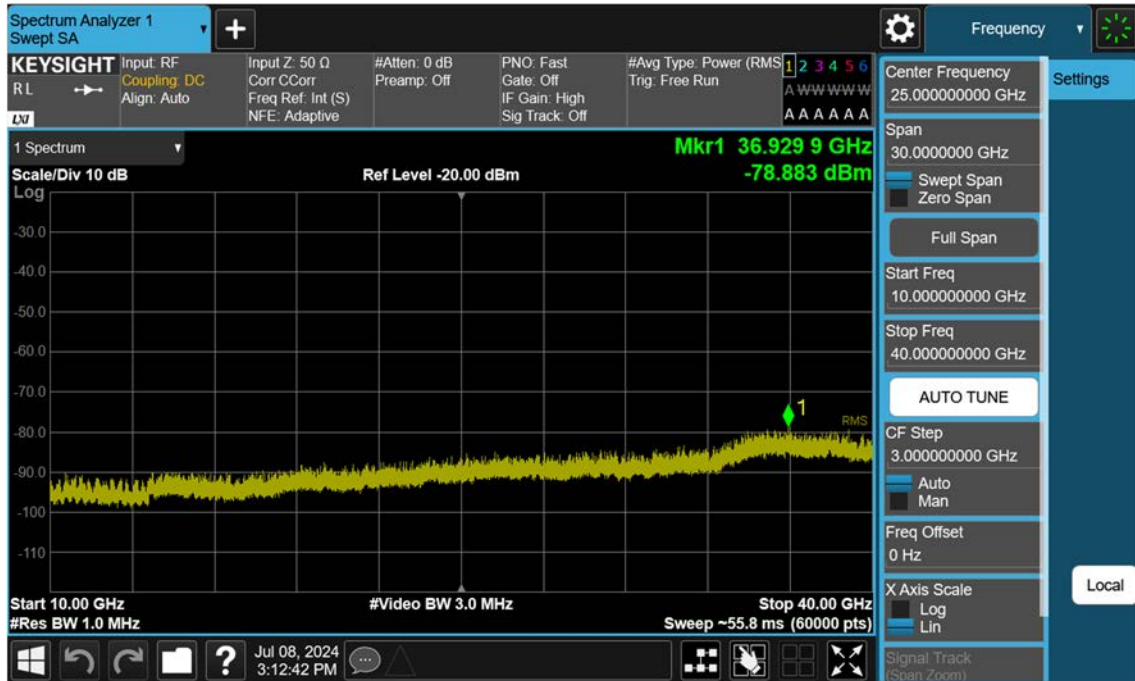 Spectrum Analyzer 1
Swept SA
+
Frequency
KEYSIGHT
RL
LXI
Input: RF
Coupling: DC
Align: Auto
Input Z: 50 Ω
Corr CCorr
Freq Ref: Int (S)
NFE: Adaptive
#Atten: 0 dB
Preamp: Off
PNO: Fast
Gate: Off
IF Gain: High
Sig Track: Off
#Avg Type: Power (RMS
Trig: Free Run
1 2 3 4 5 6
A W W W W W
A A A A A A
Center Frequency
25.000000000 GHz
Settings
1 Spectrum
Mkr1 36.929 9 GHz
-78.883 dBm
Scale/Div 10 dB
Ref Level -20.00 dBm
Log
-30.0
-40.0
-50.0
-60.0
-70.0
-80.0
-90.0
-100
-110
1
RMS
Start 10.00 GHz
#Res BW 1.0 MHz
#Video BW 3.0 MHz
Stop 40.00 GHz
Sweep ~55.8 ms (60000 pts)
Span
30.0000000 GHz
Swept Span
Zero Span
Full Span
Start Freq
10.000000000 GHz
Stop Freq
40.000000000 GHz
AUTO TUNE
CF Step
3.000000000 GHz
Auto
Man
Freq Offset
0 Hz
X Axis Scale
Log
Lin
Signal Track
(Span Zoom)
Local
?
Jul 08, 2024
3:12:42 PM